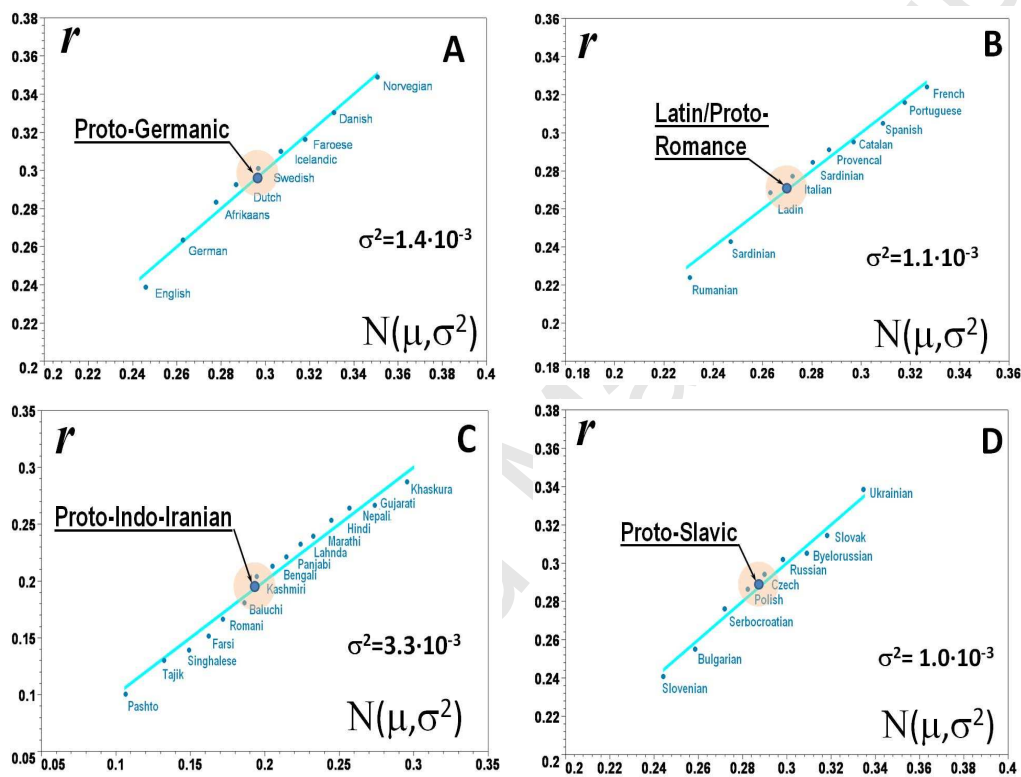 A
r
0.38
0.36
0.34
0.32
0.3
0.28
0.26
0.24
0.22
0.2
Norvegian
Danish
Faroese
Icelandic
Swedish
Dutch
Afrikaans
German
English
Proto-Germanic
σ²=1.4·10⁻³
N(μ,σ²)
0.2 0.22 0.24 0.26 0.28 0.3 0.32 0.34 0.36 0.38 0.4
B
r
0.36
0.34
0.32
0.3
0.28
0.26
0.24
0.22
0.2
0.18
French
Portuguese
Spanish
Catalan
Provencal
Sardinian
Italian
Ladin
Sardinian
Rumanian
Latin/Proto-
Romance
σ²=1.1·10⁻³
N(μ,σ²)
0.18 0.2 0.22 0.24 0.26 0.28 0.3 0.32 0.34 0.36
C
r
0.35
0.3
0.25
0.2
0.15
0.1
0.05
Khaskura
Gujarati
Nepali
Hindi
Marathi
Lahnda
Panjabi
Bengali
Kashmiri
Baluchi
Romani
Farsi
Singhalese
Tajik
Pashto
Proto-Indo-Iranian
σ²=3.3·10⁻³
N(μ,σ²)
0.05 0.1 0.15 0.2 0.25 0.3 0.35
D
r
0.38
0.36
0.34
0.32
0.3
0.28
0.26
0.24
0.22
0.2
Ukrainian
Slovak
Byelorussian
Russian
Czech
Polish
Serbocroatian
Bulgarian
Slovenian
Proto-Slavic
σ²= 1.0·10⁻³
N(μ,σ²)
0.2 0.22 0.24 0.26 0.28 0.3 0.32 0.34 0.36 0.38 0.4